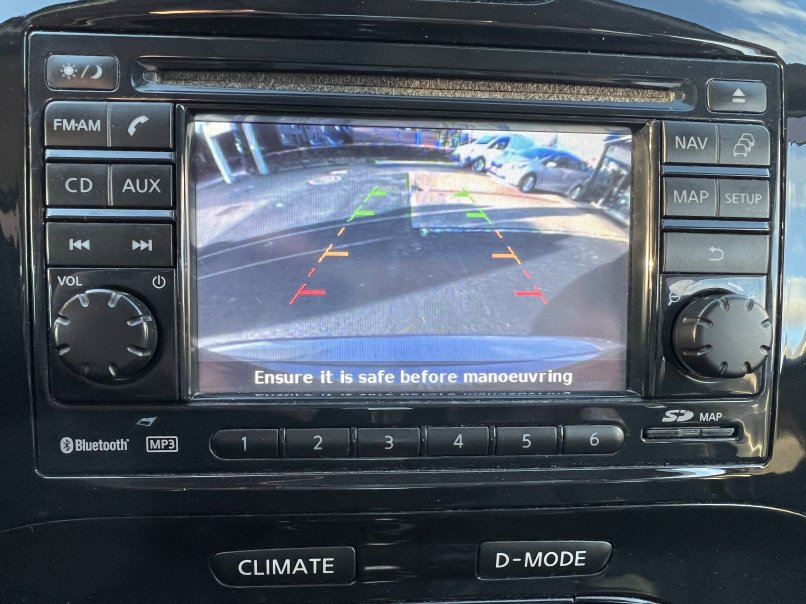 FM·AM
CD AUX
VOL
NAV
MAP SETUP
Ensure it is safe before manoeuvring
Bluetooth MP3
1 2 3 4 5 6
SD MAP
CLIMATE D-MODE